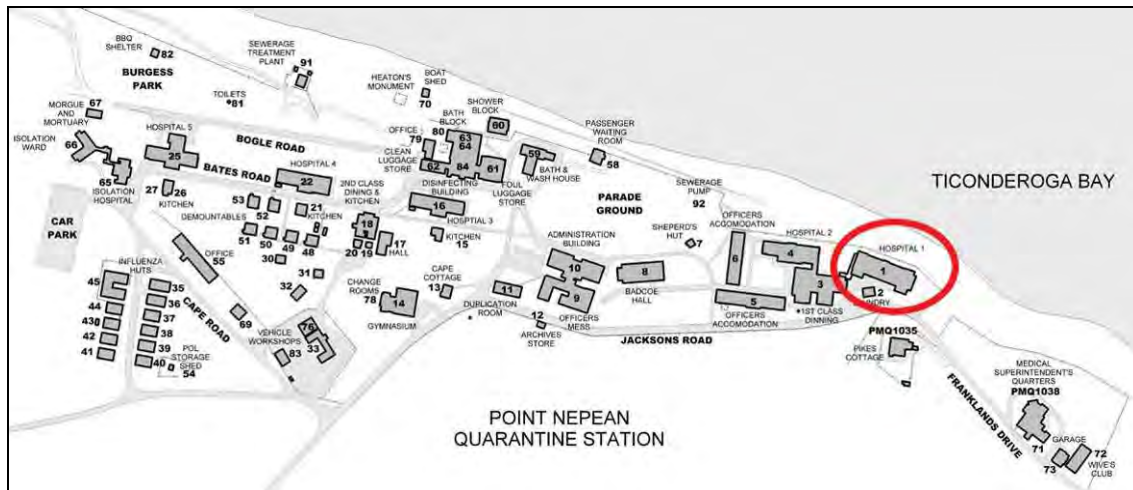 BBQ
SHELTER
82
BURGESS
PARK
SEWERAGE
TREATMENT
PLANT
91
TOILETS
81
HEATON'S
MONUMENT
BOAT
SHED
70
SHOWER
BLOCK
60
BATH
BLOCK
80
63
64
OFFICE
79
CLEAN
LUGGAGE
STORE
62
84
61
DISINFECTING
BUILDING
FOUL
LUGGAGE
STORE
59
BATH &
WASH HOUSE
PASSENGER
WAITING
ROOM
58
MORGUE
AND
MORTUARY
67
ISOLATION
WARD
66
65
ISOLATION
HOSPITAL
HOSPITAL 5
25
BOGLE ROAD
BATES ROAD
HOSPITAL 4
22
27
26
KITCHEN
DEMOUNTABLES
53
52
21
KITCHEN
51
50
49
48
30
31
32
2ND CLASS
DINING &
KITCHEN
18
20
19
17
HALL
16
HOSPTIAL 3
KITCHEN
15
PARADE
GROUND
SEWERAGE
PUMP
92
SHEPERD'S
HUT
7
OFFICERS
ACCOMODATION
6
HOSPITAL 2
4
HOSPITAL 1
1
2
UNDRY
3
1ST CLASS
DINNING
5
OFFICERS
ACCOMODATION
TICONDEROGA BAY
ADMINISTRATION
BUILDING
10
9
OFFICERS
MESS
8
BADCOE
HALL
CAPE
COTTAGE
13
11
DUPLICATION
ROOM
12
ARCHIVES
STORE
CHANGE
ROOMS
78
14
GYMNASIUM
JACKSONS ROAD
CAR
PARK
INFLUENZA
HUTS
45
44
43
42
41
35
36
37
38
39
40
POL
STORAGE
SHED
54
OFFICE
55
CAPE ROAD
69
VEHICLE
WORKSHOPS
76
33
83
POINT NEPEAN
QUARANTINE STATION
PMQ1035
PIKES
COTTAGE
FRANKLANDS DRIVE
MEDICAL
SUPERINTENDENT'S
QUARTERS
PMQ1038
71
GARAGE
73
72
WIVE'S
CLUB